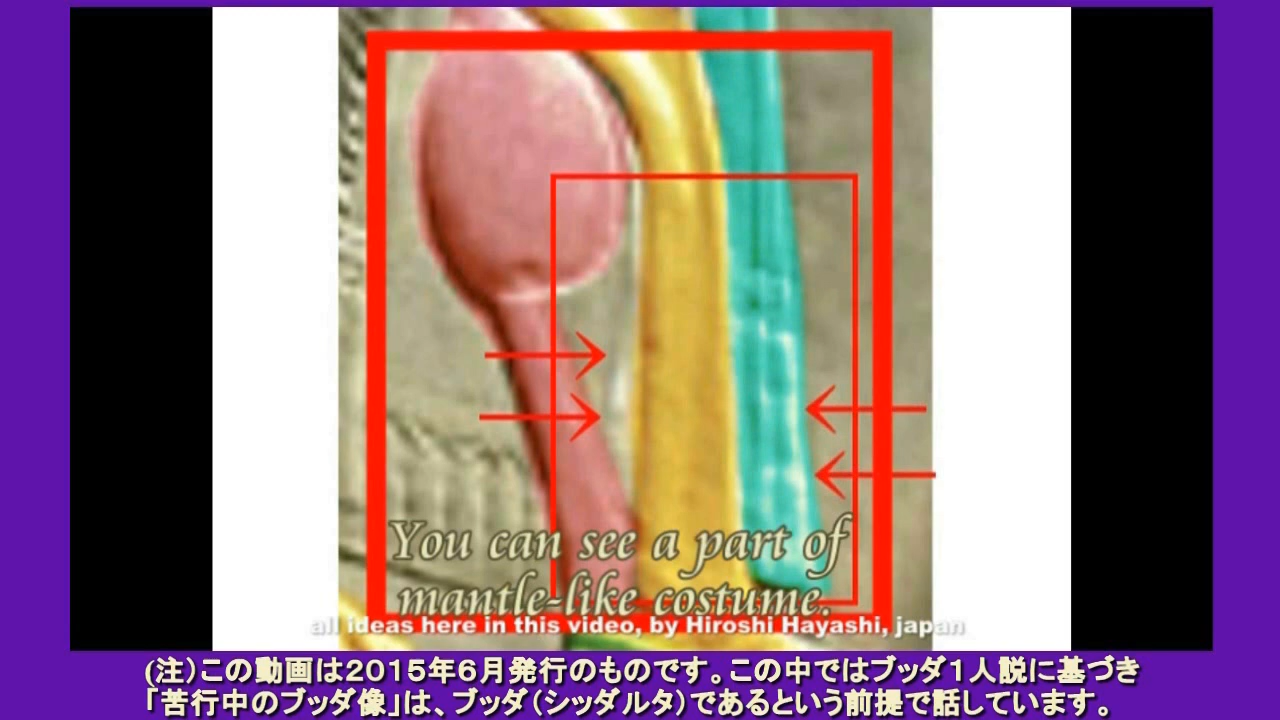 You can see a part of
mantle-like costume.
all ideas here in this video, by Hiroshi Hayashi, japan
(注)この動画は2015年6月発行のものです。この中ではブッダ1人説に基づき
「苦行中のブッダ像」は、ブッダ(シッダルタ)であるという前提で話しています。